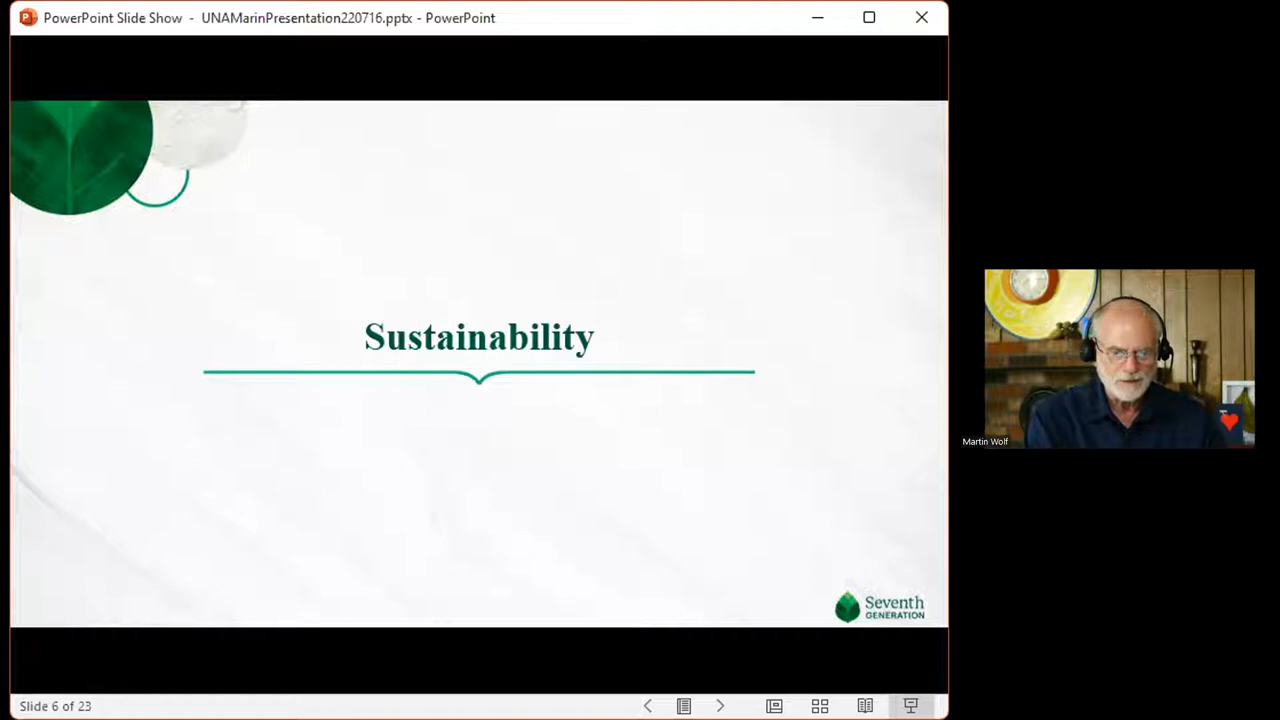 PowerPoint Slide Show - UNAMarinPresentation220716.pptx - PowerPoint
Sustainability
Martin Wolf
Seventh
GENERATION
Slide 6 of 23